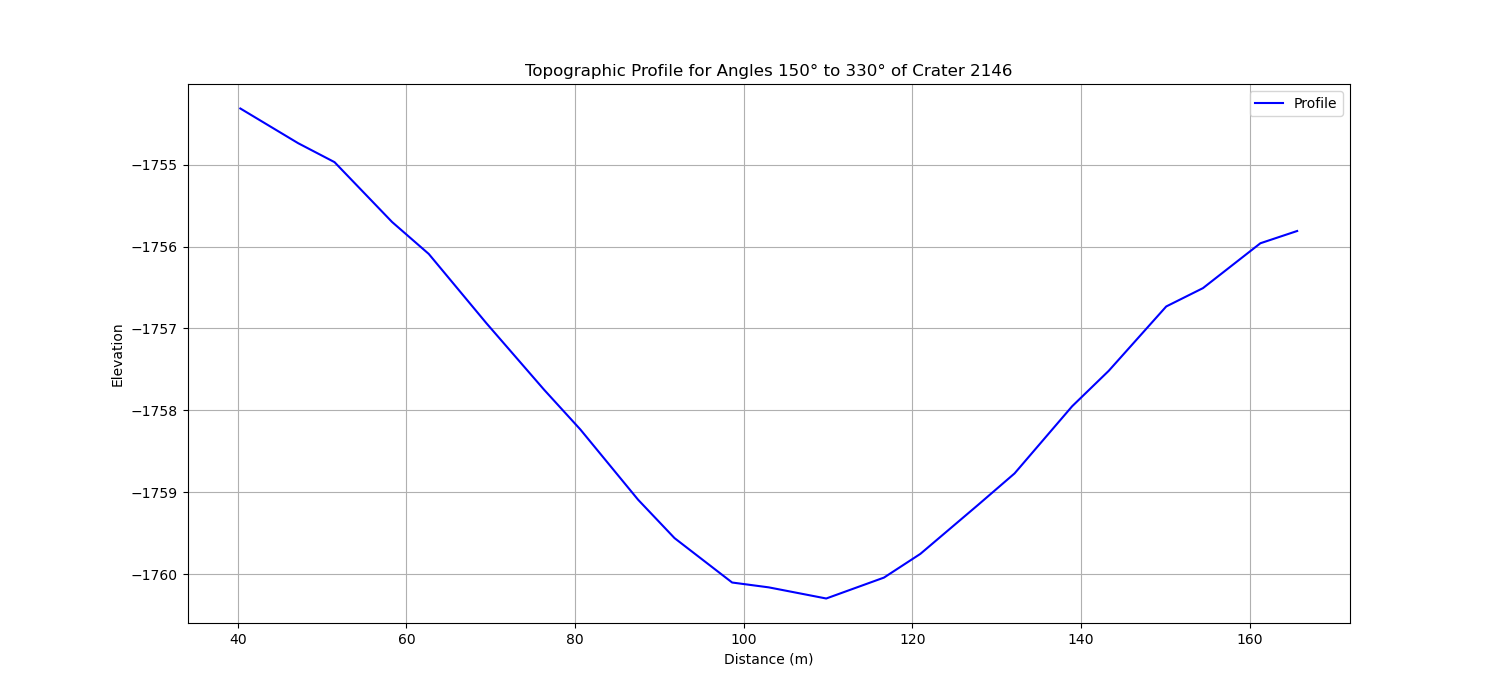 Topographic Profile for Angles 150° to 330° of Crater 2146
Profile
−1755
−1756
−1757
−1758
−1759
−1760
Elevation
40 60 80 100 120 140 160
Distance (m)